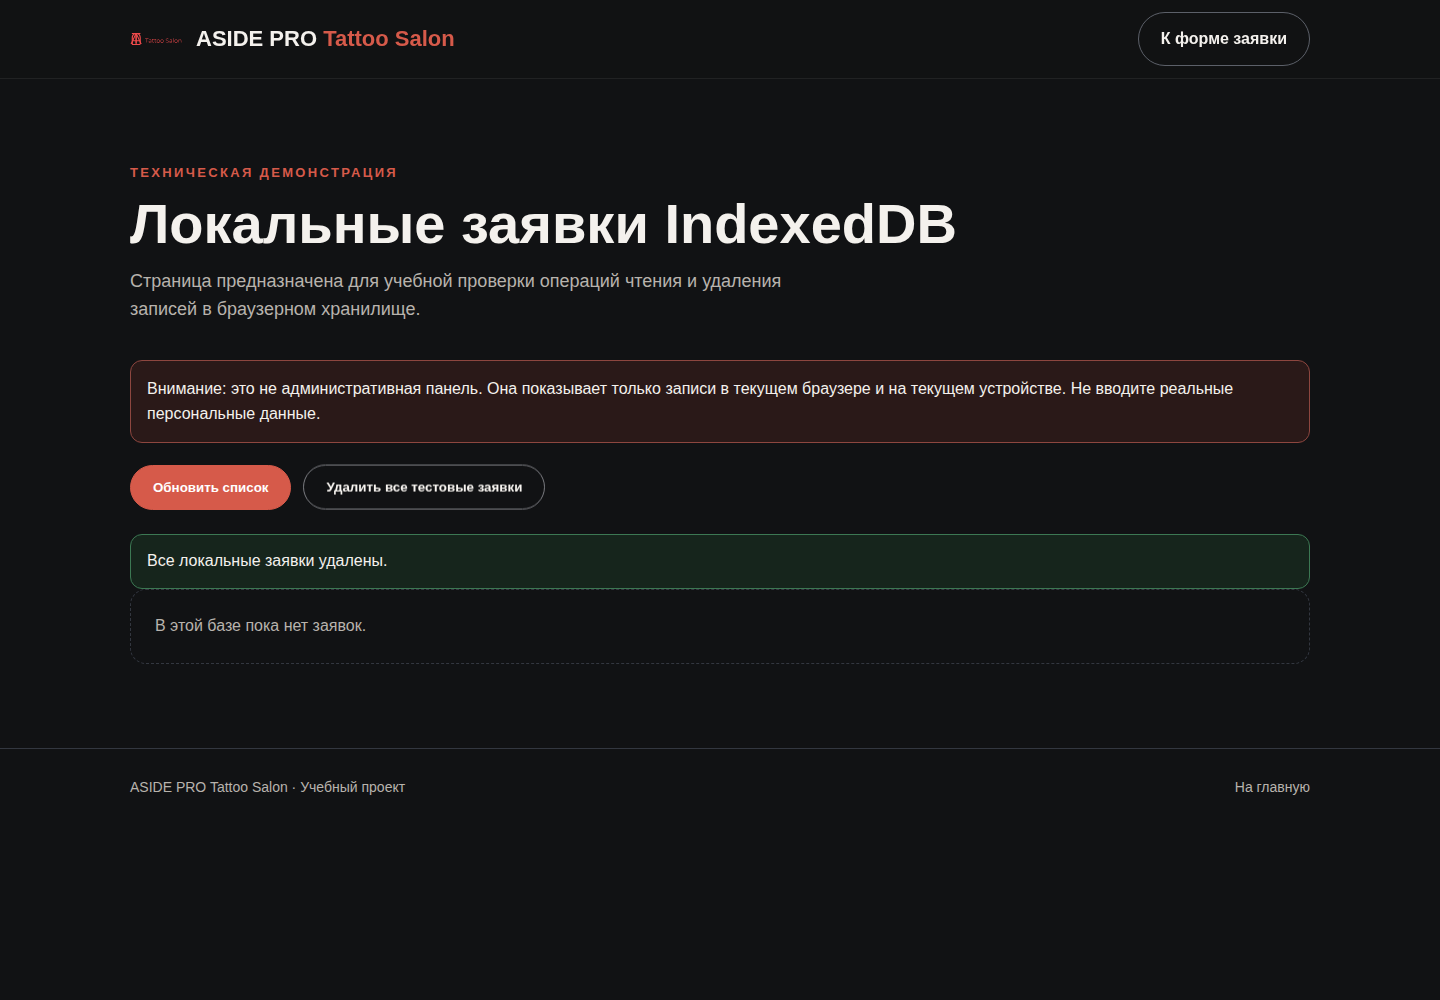 Tattoo Salon
ASIDE PRO Tattoo Salon
К форме заявки
ТЕХНИЧЕСКАЯ ДЕМОНСТРАЦИЯ
Локальные заявки IndexedDB
Страница предназначена для учебной проверки операций чтения и удаления
записей в браузерном хранилище.
Внимание: это не административная панель. Она показывает только записи в текущем браузере и на текущем устройстве. Не вводите реальные
персональные данные.
Обновить список
Удалить все тестовые заявки
Все локальные заявки удалены.
В этой базе пока нет заявок.
ASIDE PRO Tattoo Salon · Учебный проект
На главную